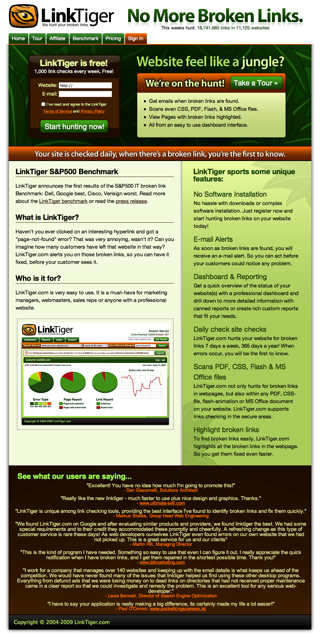 LinkTiger
We hunt your broken links
No More Broken Links.
This weeks hunt: 18,741,885 links in 11,125 websites
Home Tour Affiliate Benchmark Pricing Sign in
LinkTiger is free!
1,000 link checks every week, Free!
Website: http://
E-mail:
I've read and agree to the LinkTiger
Terms of Service and Privacy Policy
Start hunting now!
Website feel like a jungle?
We're on the hunt! Take a Tour »
Get emails when broken links are found.
Scans even CSS, PDF, Flash, & MS Office files.
View Pages with broken links highlighted.
All from an easy to use dashboard interface.
Your site is checked daily, when there's a broken link, you're the first to know.
LinkTiger S&P500 Benchmark
LinkTiger announces the first results of the S&P500 IT broken link
Benchmark: Dell, Google best, Cisco, Verisign worst. Read more
about the LinkTiger benchmark or read the press release.
What is LinkTiger?
Haven't you ever clicked on an interesting hyperlink and got a
"page-not-found" error? That was very annoying, wasn't it? Can you
imagine how many customers have left that website in that way?
LinkTiger.com alerts you on those broken links, so you can have it
fixed, before your customer sees it.
Who is it for?
LinkTiger.com is very easy to use. It is a must-have for marketing
managers, webmasters, sales reps or anyone with a professional
website.
LinkTiger
Error Type
Page Report
Link Report
LinkTiger sports some unique
features:
No Software Installation
No hassle with downloads or complex
software installation. Just register now and
start hunting broken links on your website
today!
E-mail Alerts
As soon as broken links are found, you will
receive an e-mail alert. So you can act before
your customers could notice any problem.
Dashboard & Reporting
Get a quick overview of the status of your
website(s) with a professional dashboard and
drill down to more detailed information with
canned reports or create rich custom reports
that fit your needs.
Daily check site checks
LinkTiger.com hunts your website for broken
links 7 days a week, 365 days a year! When
errors occur, you will be the first to know.
Scans PDF, CSS, Flash & MS
Office files
LinkTiger.com not only hunts for broken links
in webpages, but also within any PDF, CSS-
file, flash-animation or MS Office document
on your website. LinkTiger.com supports
links checking in the secure areas.
Highlight broken links
To find broken links easily, LinkTiger.com
highlights all the broken links in the webpage.
So you get them fixed even faster.
See what our users are saying...
"Excellent! You have no idea how much I'm going to promote this!"
- Dan Giacomelli, Solutions Architect
"Really like the new linktiger - much faster to use plus nice design and graphics. Thanks."
"LinkTiger is unique among link checking tools, providing the best interface I've found to identify broken links and fix them quickly."
"We found LinkTiger.com on Google and after evaluating similar products and providers, we found linktiger the best. We had some
special requirements and to their credit they accommodated these promptly and cheerfully. A refreshing change as this type of
customer service is rare these days! As web developers ourselves LinkTiger even found errors on our own website that we had
not picked up. This is a great service for us and our clients!"
"This is the kind of program I have needed. Something so easy to use that even I can figure it out. I really appreciate the quick
notification when I have broken links, and I get them repaired in the shortest possible time. Thank you!"
"I work for a company that manages over 140 websites and keeping up with the small details is what keeps us ahead of the
competition. We would have never found many of the issues that linktiger helped us find using these other desktop programs.
Everything from defunct ads that we were losing money on to dead links on directories that had not received proper maintenance
came in a clear report so that we could investigate and remedy the problem. This is an excellent tool for any serious web-
developer."
- Laura Bennett, Director of Search Engine Optimization
"I have to say your application is really making a big difference, its certainly made my life a lot easier!"
Copyright © 2004-2009 LinkTiger.com